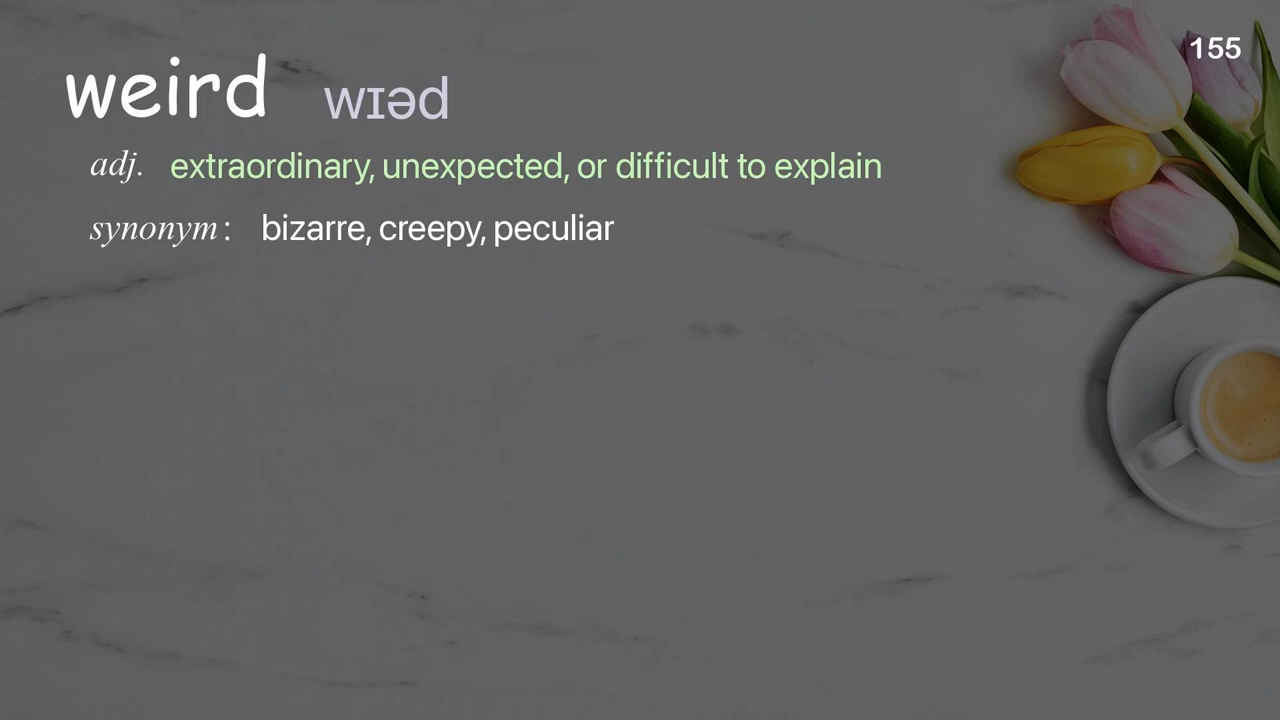 155
weird wɪəd
adj. extraordinary, unexpected, or difficult to explain
synonym : bizarre, creepy, peculiar